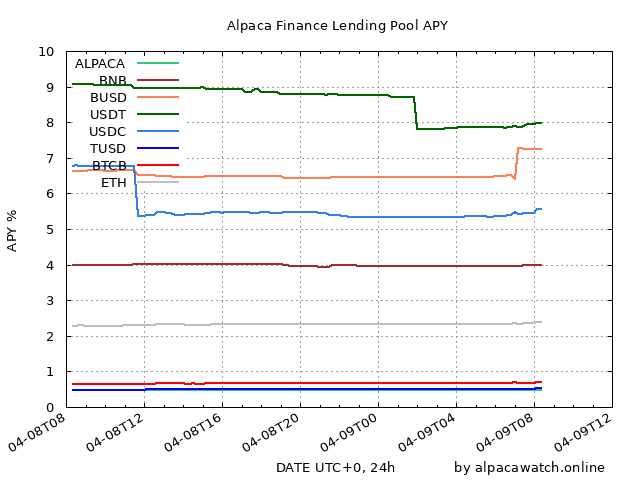 Alpaca Finance Lending Pool APY
10
9
8
7
6
5
4
3
2
1
0
APY %
ALPACA
BNB
BUSD
USDT
USDC
TUSD
BTCB
ETH
04-08T08
04-08T12
04-08T16
04-08T20
04-09T00
04-09T04
04-09T08
04-09T12
DATE UTC+0, 24h
by alpacawatch.online